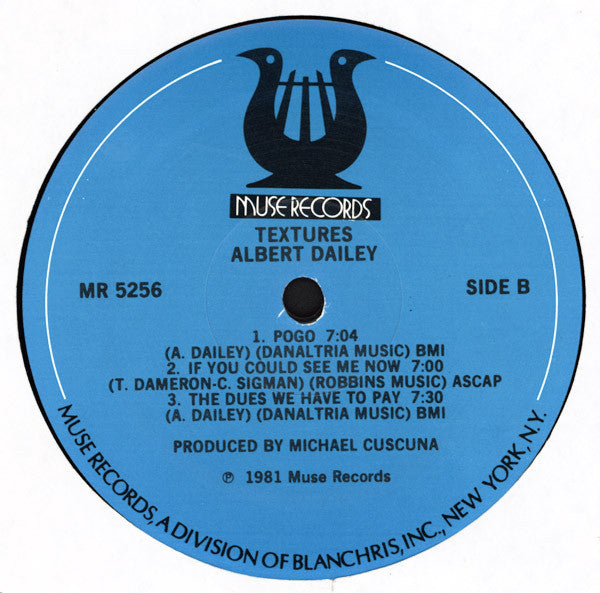 MUSE RECORDS
TEXTURES
ALBERT DAILEY
MR 5256
SIDE B
1. POGO 7:04
(A. DAILEY) (DANALTRIA MUSIC) BMI
2. IF YOU COULD SEE ME NOW 7:00
(T. DAMERON-C. SIGMAN) (ROBBINS MUSIC) ASCAP
3. THE DUES WE HAVE TO PAY 7:30
(A. DAILEY) (DANALTRIA MUSIC) BMI
PRODUCED BY MICHAEL CUSCUNA
℗ 1981 Muse Records
MUSE RECORDS, A DIVISION OF BLANCHRIS, INC., NEW YORK, N.Y.